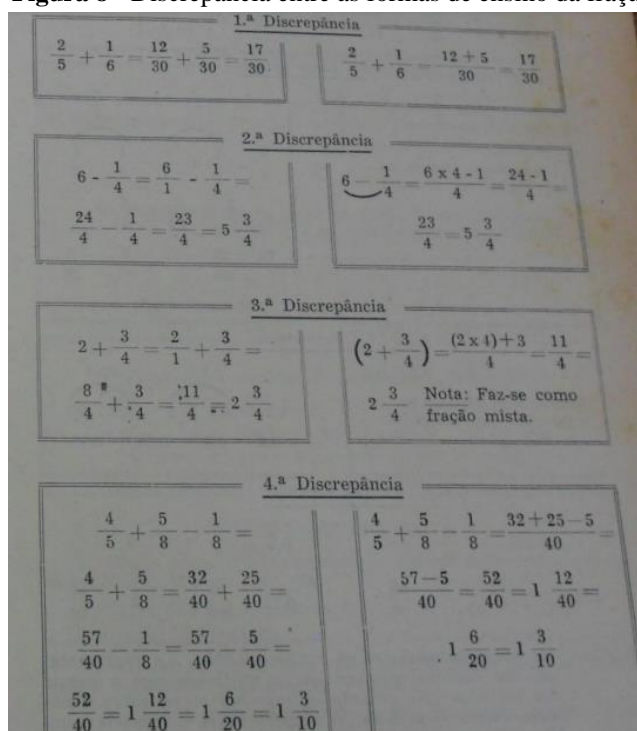 Discrepância entre as formas de ensino da
1.ª Discrepância
2/5 + 1/6 = 12/30 + 5/30 = 17/30
2/5 + 1/6 = (12 + 5)/30 = 17/30
2.ª Discrepância
6 - 1/4 = 6/1 - 1/4 =
24/4 — 1/4 = 23/4 = 5 3/4
6 — 1/4 = (6 x 4 - 1)/4 = (24 - 1)/4 =
23/4 = 5 3/4
3.ª Discrepância
2 + 3/4 = 2/1 + 3/4 =
8/4 + 3/4 = 11/4 = 2 3/4
(2 + 3/4) = ((2 x 4) + 3)/4 = 11/4 =
2 3/4 Nota: Faz-se como
fração mista.
4.ª Discrepância
4/5 + 5/8 — 1/8 =
4/5 + 5/8 = 32/40 + 25/40 =
57/40 — 1/8 = 57/40 — 5/40 =
52/40 = 1 12/40 = 1 6/20 = 1 3/10
4/5 + 5/8 — 1/8 = (32 + 25 — 5)/40 =
(57 — 5)/40 = 52/40 = 1 12/40 =
1 6/20 = 1 3/10